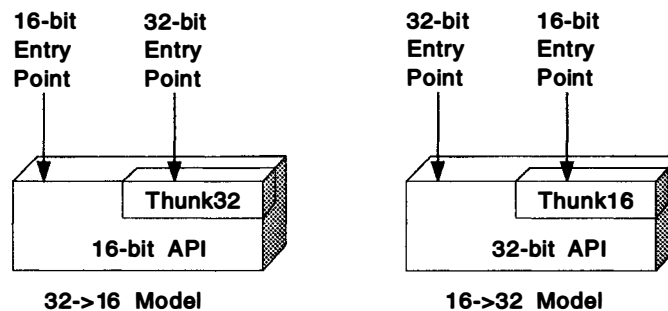 16-bit Entry Point
32-bit Entry Point
Thunk32
16-bit API
32->16 Model
32-bit Entry Point
16-bit Entry Point
Thunk16
32-bit API
16->32 Model